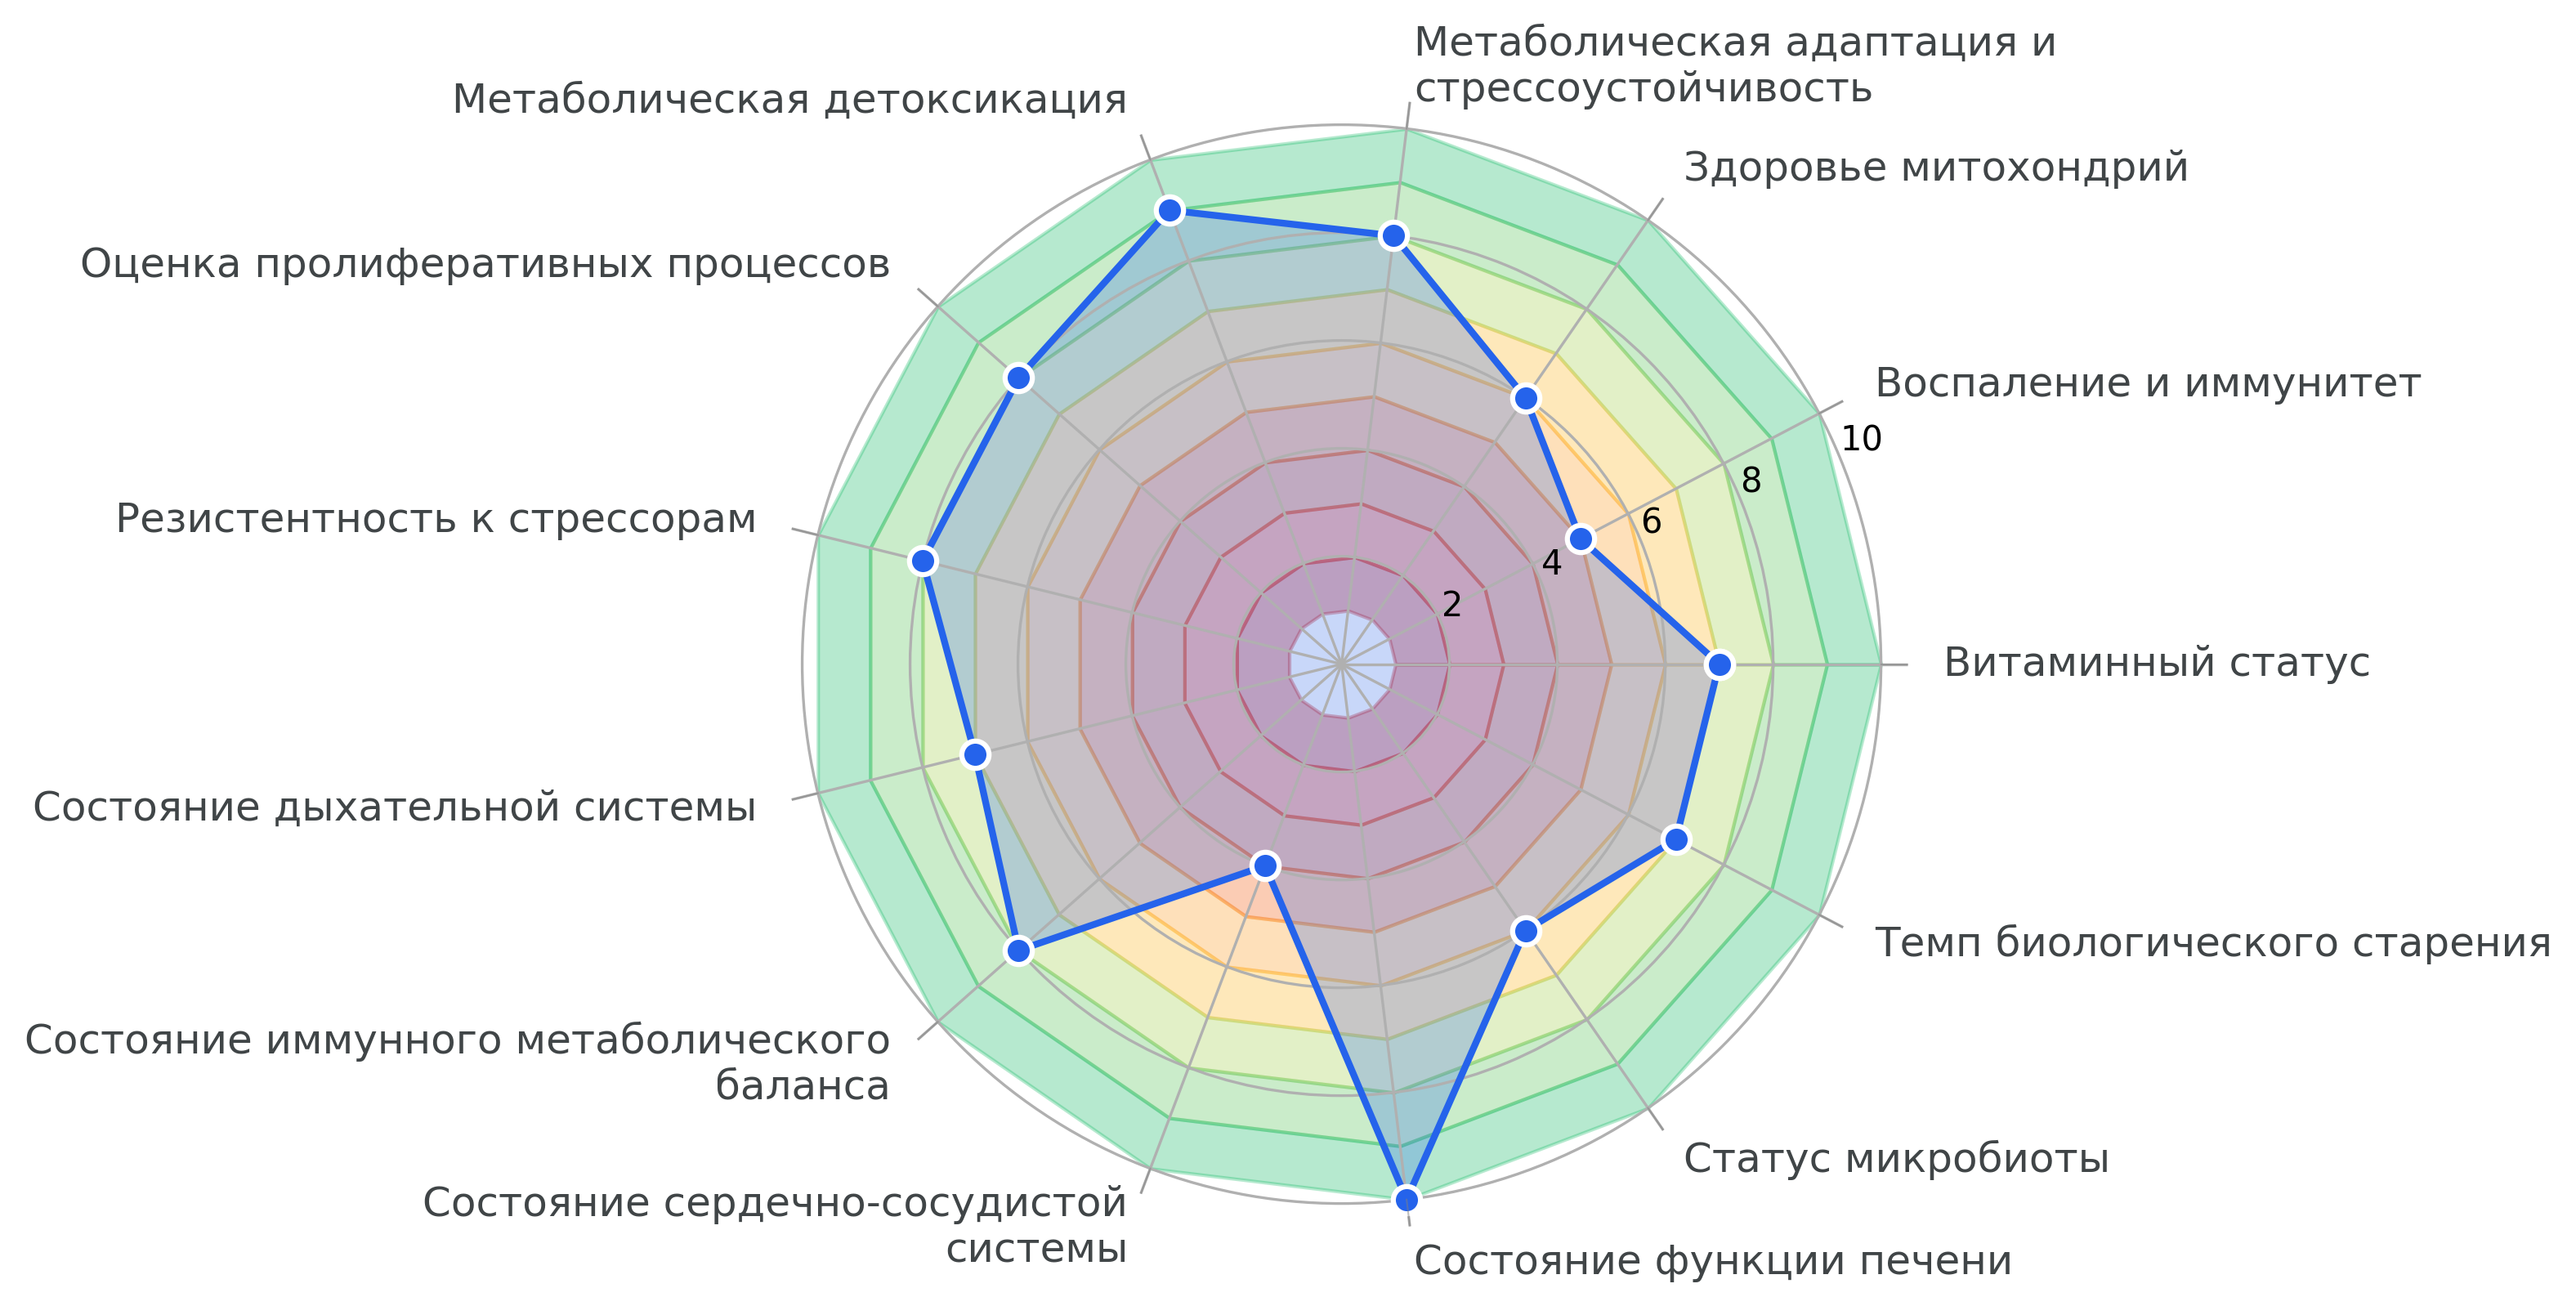 Метаболическая адаптация и
стрессоустойчивость
Метаболическая детоксикация
Здоровье митохондрий
Оценка пролиферативных процессов
Воспаление и иммунитет
10
8
6
4
2
Резистентность к стрессорам
Витаминный статус
Состояние дыхательной системы
Темп биологического старения
Состояние иммунного метаболического
баланса
Статус микробиоты
Состояние сердечно-сосудистой
системы
Состояние функции печени